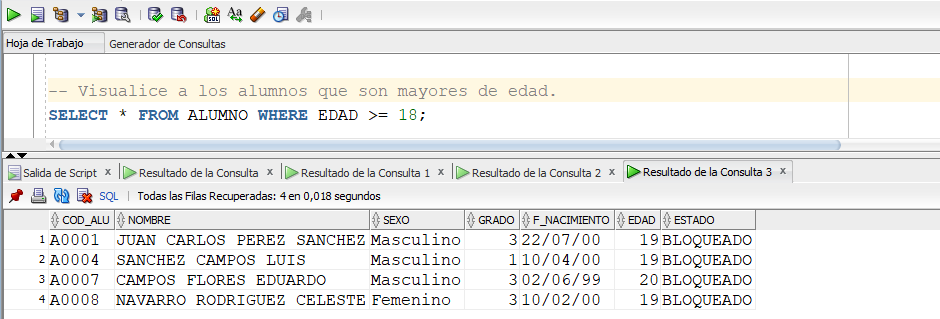 Hoja de Trabajo Generador de Consultas
-- Visualice a los alumnos que son mayores de edad.
SELECT * FROM ALUMNO WHERE EDAD >= 18;
Salida de Script x Resultado de la Consulta x Resultado de la Consulta 1 x Resultado de la Consulta 2 x Resultado de la Consulta 3 x
SQL Todas las Filas Recuperadas: 4 en 0,018 segundos
COD_ALU NOMBRE SEXO GRADO F_NACIMIENTO EDAD ESTADO
1 A0001 JUAN CARLOS PEREZ SANCHEZ Masculino 3 22/07/00 19 BLOQUEADO
2 A0004 SANCHEZ CAMPOS LUIS Masculino 1 10/04/00 19 BLOQUEADO
3 A0007 CAMPOS FLORES EDUARDO Masculino 3 02/06/99 20 BLOQUEADO
4 A0008 NAVARRO RODRIGUEZ CELESTE Femenino 3 10/02/00 19 BLOQUEADO